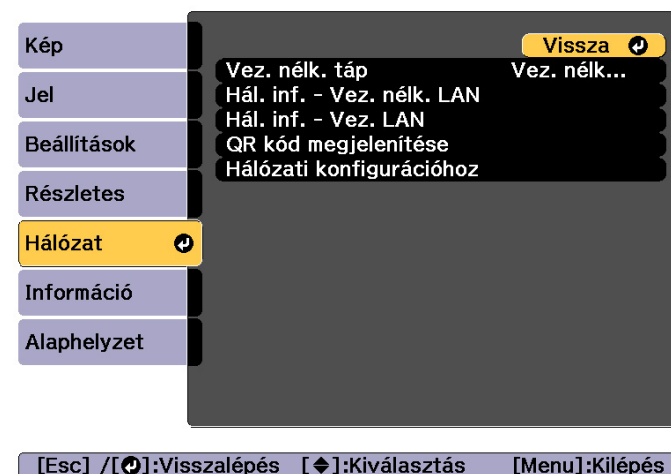 Kép
Jel
Beállítások
Részletes
Hálózat
Információ
Alaphelyzet
Vissza
Vez. nélk. táp Vez. nélk...
Hál. inf. - Vez. nélk. LAN
Hál. inf. - Vez. LAN
QR kód megjelenítése
Hálózati konfigurációhoz
[Esc] /[⏎]:Visszalépés [◆]:Kiválasztás [Menu]:Kilépés